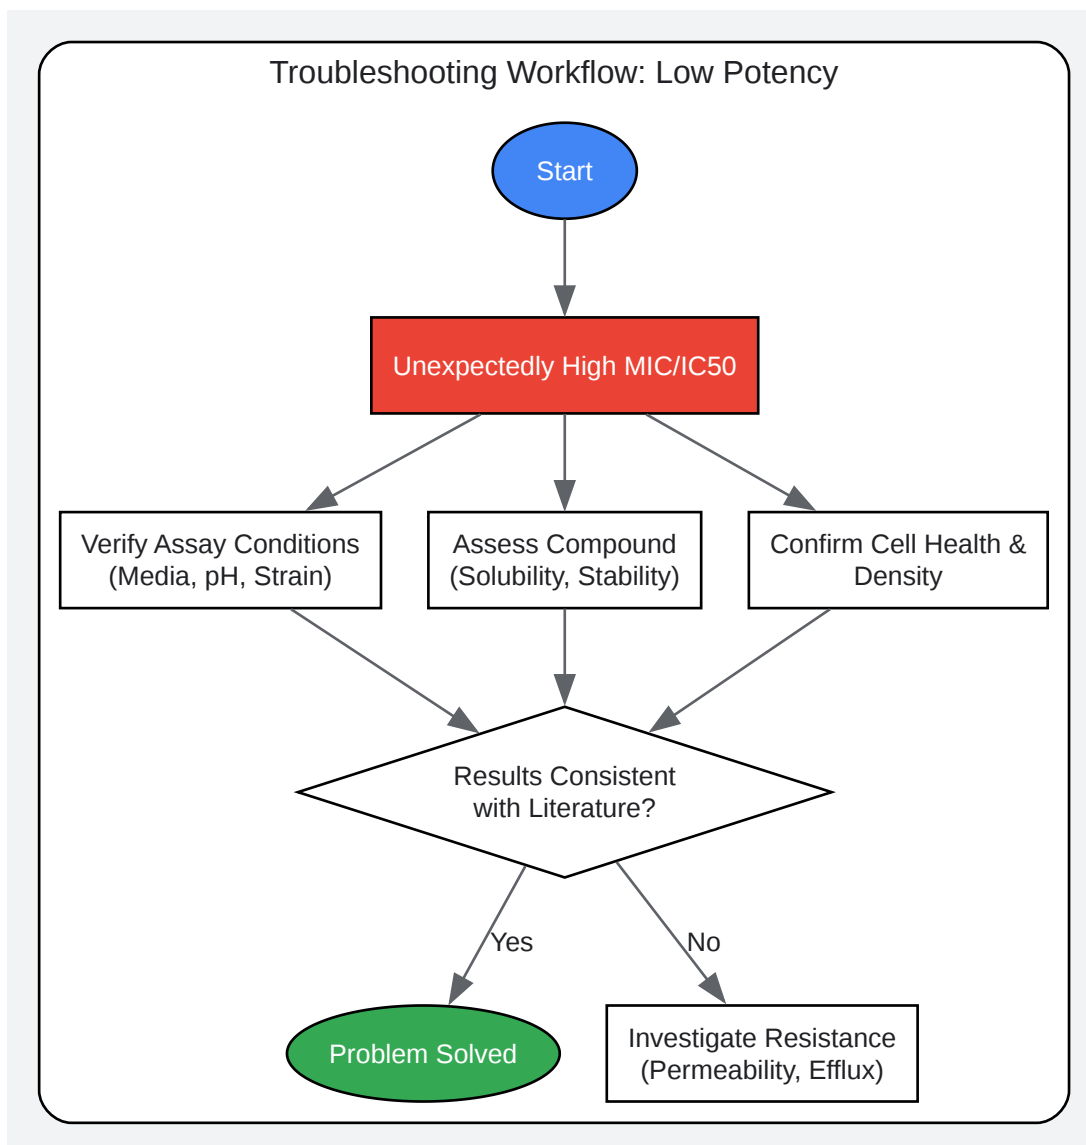 Troubleshooting Workflow: Low Potency
Start
Unexpectedly High MIC/IC50
Verify Assay Conditions
(Media, pH, Strain)
Assess Compound
(Solubility, Stability)
Confirm Cell Health &
Density
Results Consistent
with Literature?
Yes
No
Problem Solved
Investigate Resistance
(Permeability, Efflux)